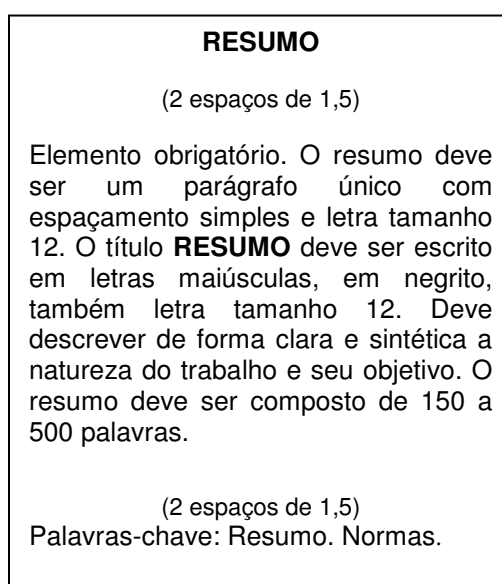 RESUMO
(2 espaços de 1,5)
Elemento obrigatório. O resumo deve
ser um parágrafo único com
espaçamento simples e letra tamanho
12. O título RESUMO deve ser escrito
em letras maiúsculas, em negrito,
também letra tamanho 12. Deve
descrever de forma clara e sintética a
natureza do trabalho e seu objetivo. O
resumo deve ser composto de 150 a
500 palavras.
(2 espaços de 1,5)
Palavras-chave: Resumo. Normas.